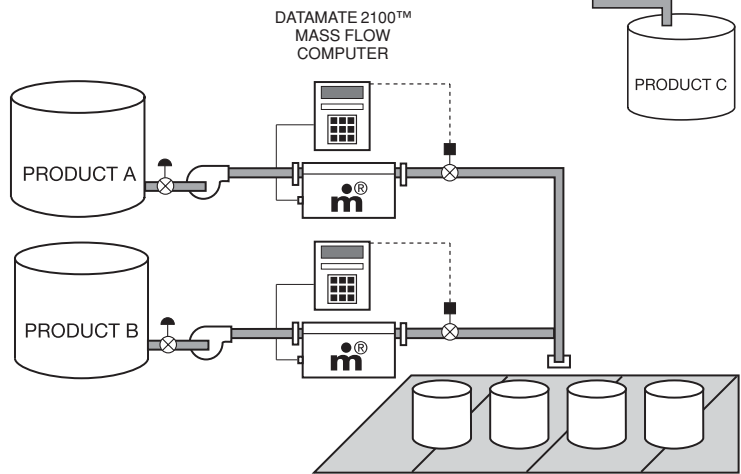 DATAMATE 2100™
MASS FLOW
COMPUTER
PRODUCT C
PRODUCT A
ṁ®
PRODUCT B
ṁ®